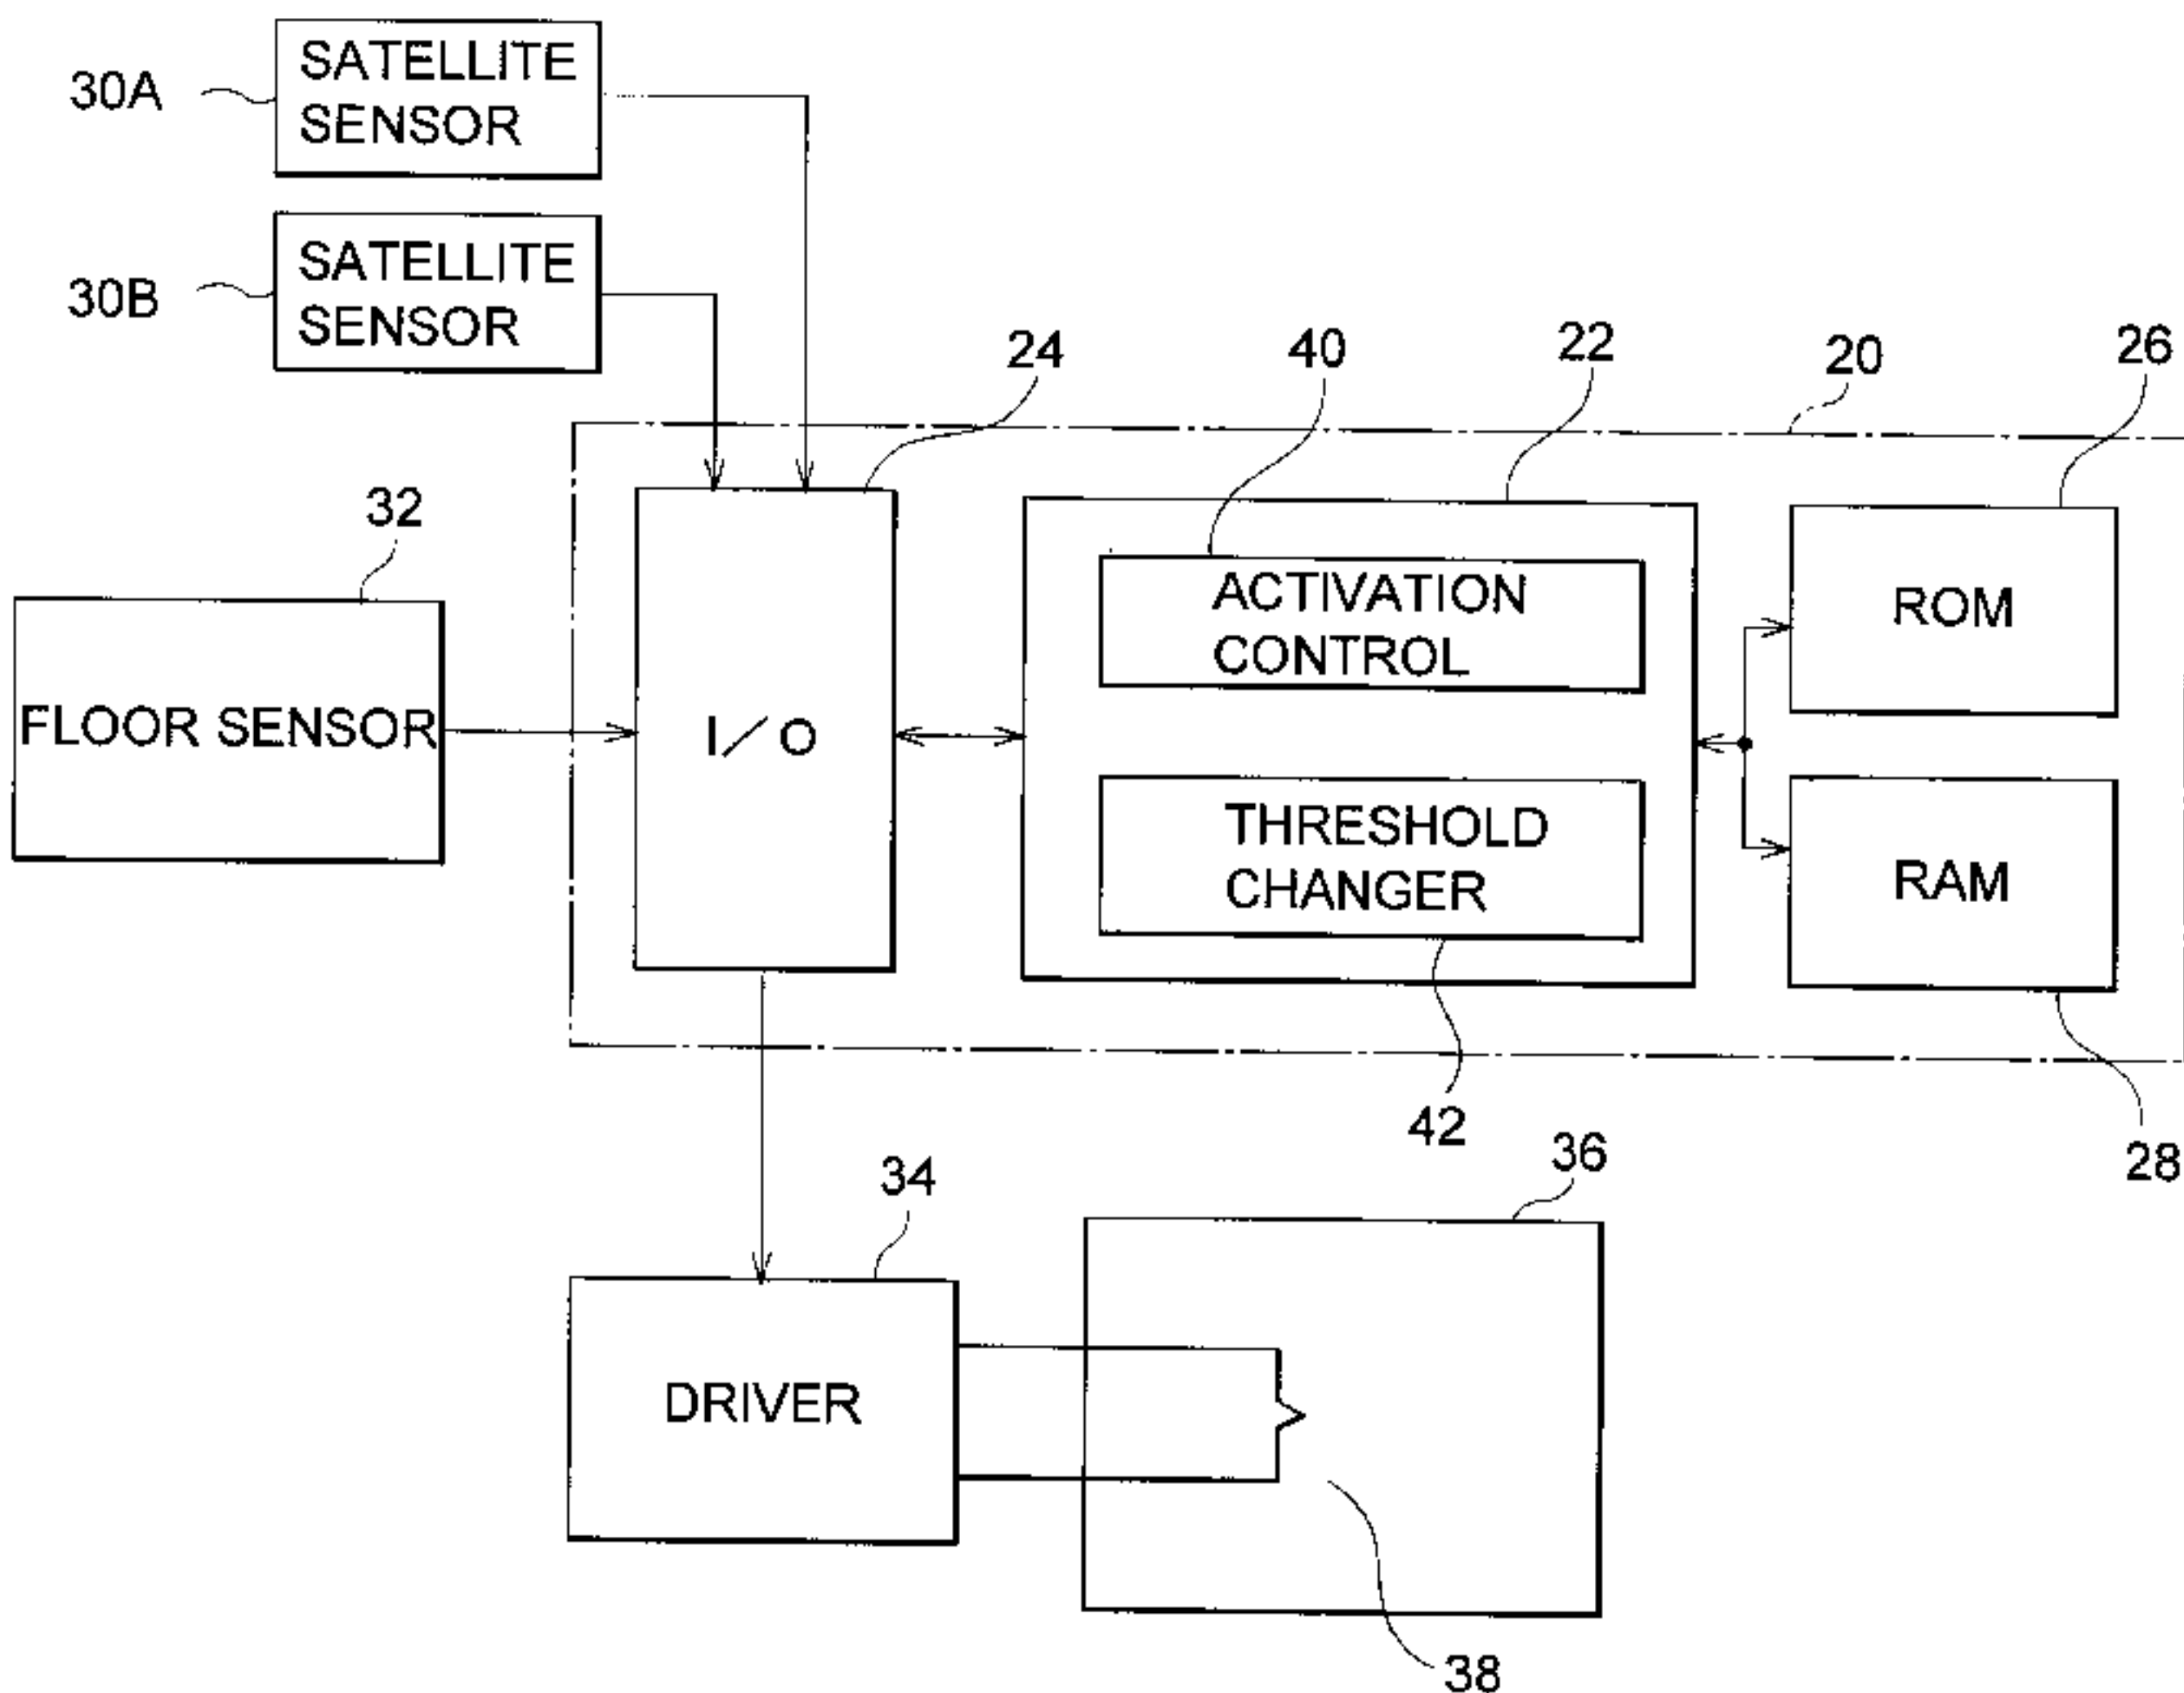 30A
SATELLITE
SENSOR
30B
SATELLITE
SENSOR
24
40
22
20
26
32
FLOOR SENSOR
I/O
ACTIVATION
CONTROL
THRESHOLD
CHANGER
ROM
RAM
42
28
34
36
DRIVER
38